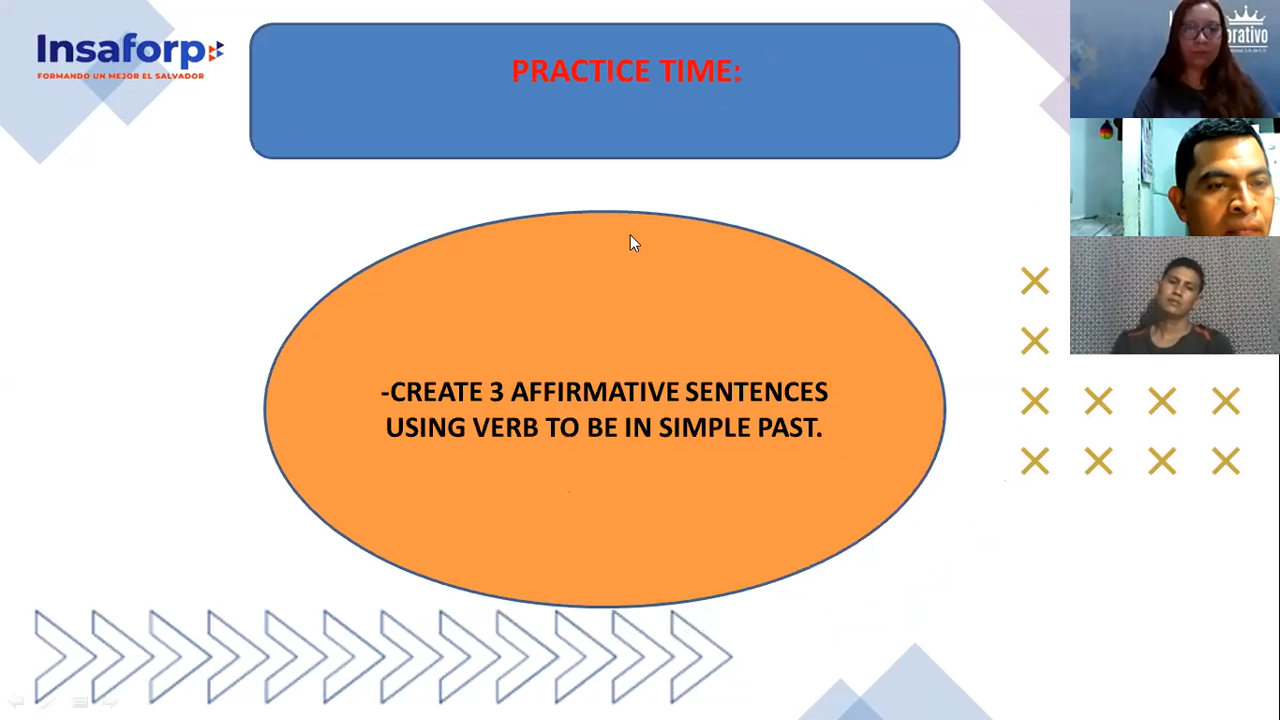 Insaforp
FORMANDO UN MEJOR EL SALVADOR
PRACTICE TIME:
-CREATE 3 AFFIRMATIVE SENTENCES
USING VERB TO BE IN SIMPLE PAST.